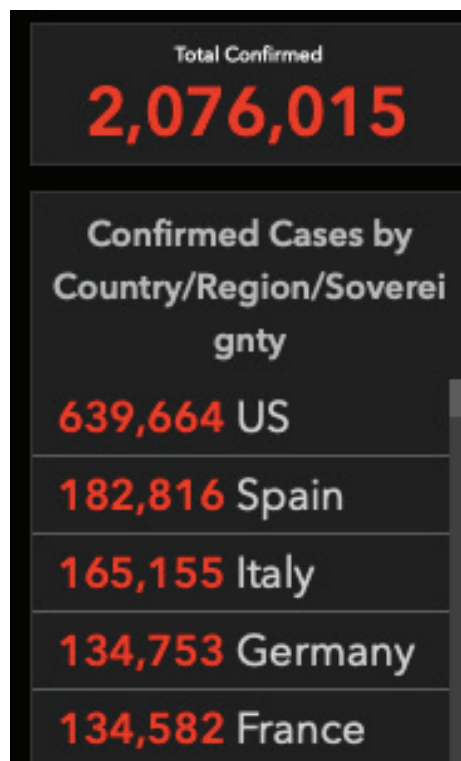 Total Confirmed
2,076,015
Confirmed Cases by
Country/Region/Soverei
gnty
639,664 US
182,816 Spain
165,155 Italy
134,753 Germany
134,582 France